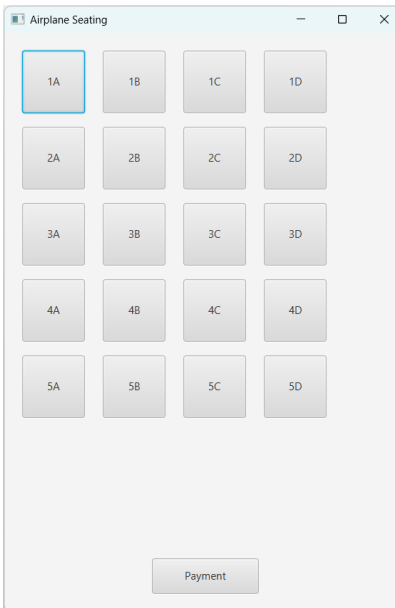 Airplane Seating
1A 1B 1C 1D
2A 2B 2C 2D
3A 3B 3C 3D
4A 4B 4C 4D
5A 5B 5C 5D
Payment